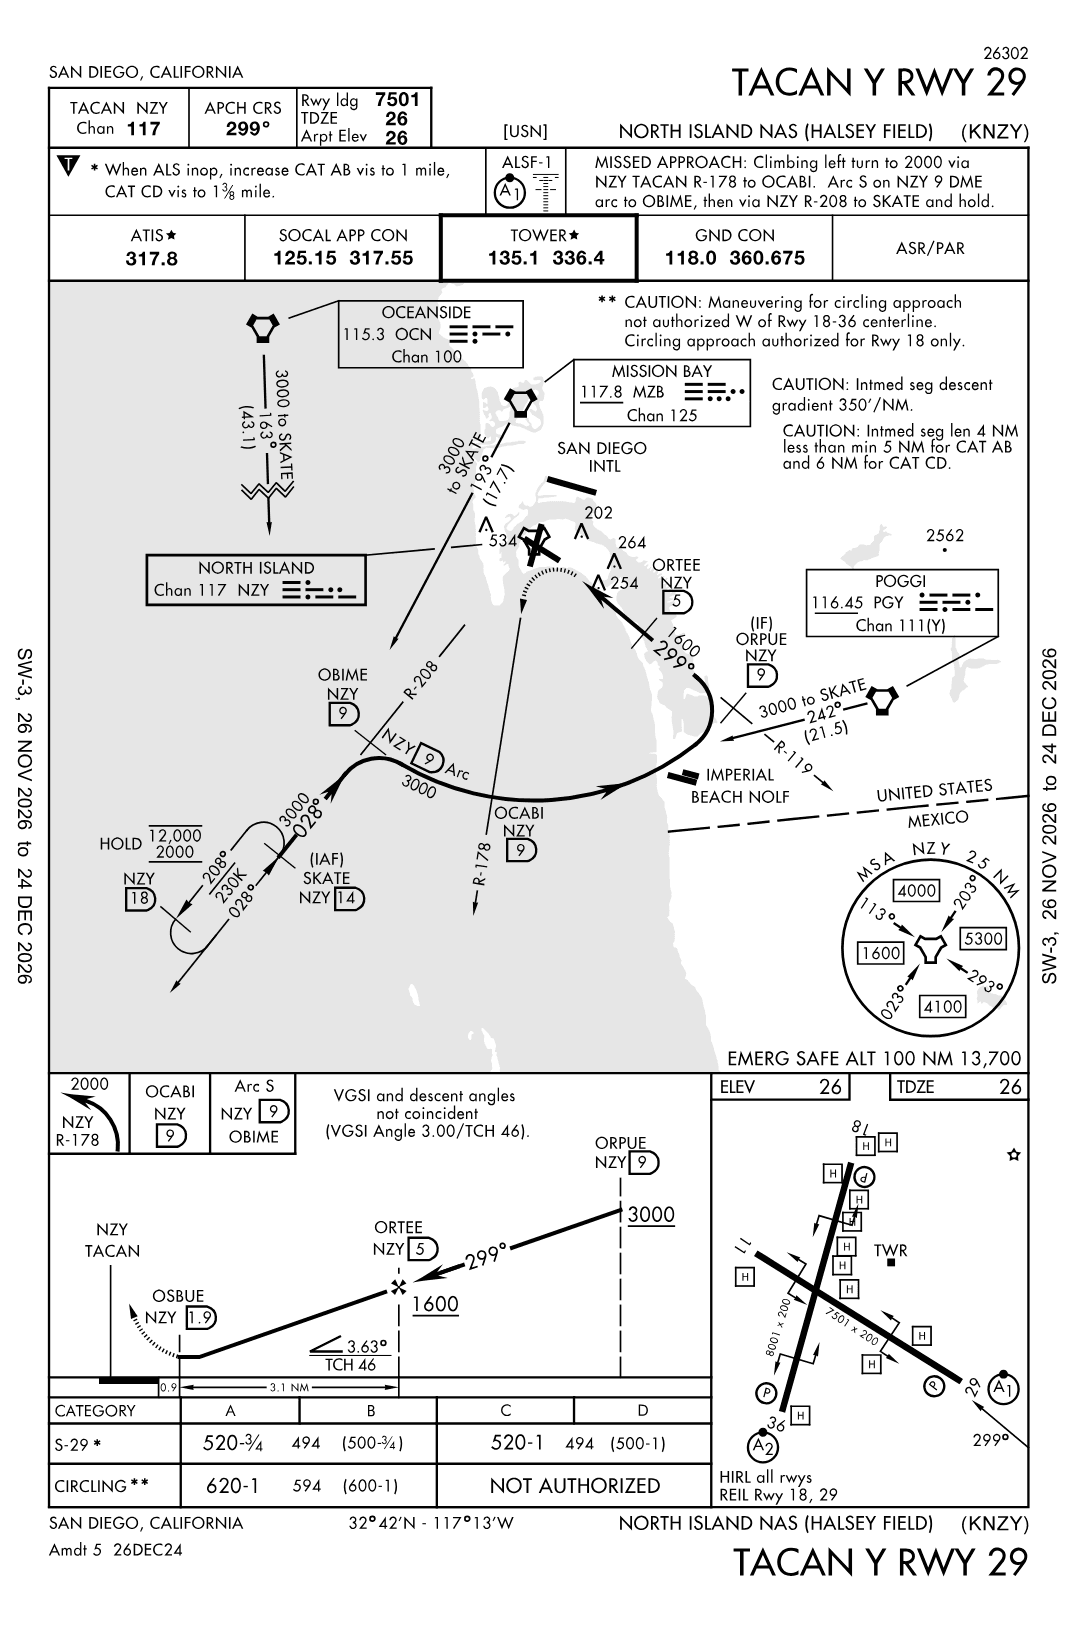 26302
SAN DIEGO, CALIFORNIA
TACAN Y RWY 29
TACAN NZY
Chan 117
APCH CRS
299°
Rwy ldg 7501
TDZE 26
Arpt Elev 26
[USN]
NORTH ISLAND NAS (HALSEY FIELD) (KNZY)
T
* When ALS inop, increase CAT AB vis to 1 mile,
CAT CD vis to 1⅜ mile.
ALSF-1
A1
MISSED APPROACH: Climbing left turn to 2000 via
NZY TACAN R-178 to OCABI. Arc S on NZY 9 DME
arc to OBIME, then via NZY R-208 to SKATE and hold.
ATIS★
317.8
SOCAL APP CON
125.15 317.55
TOWER★
135.1 336.4
GND CON
118.0 360.675
ASR/PAR
OCEANSIDE
115.3 OCN
Chan 100
** CAUTION: Maneuvering for circling approach
not authorized W of Rwy 18-36 centerline.
Circling approach authorized for Rwy 18 only.
MISSION BAY
117.8 MZB
Chan 125
CAUTION: Intmed seg descent
gradient 350'/NM.
CAUTION: Intmed seg len 4 NM
less than min 5 NM for CAT AB
and 6 NM for CAT CD.
3000 to SKATE
163°
(43.1)
3000
to SKATE
193°
(17.7)
SAN DIEGO
INTL
202
534
264
254
2562
NORTH ISLAND
Chan 117 NZY
ORTEE
NZY
5
POGGI
116.45 PGY
Chan 111(Y)
1600
299°
(IF)
ORPUE
NZY
9
3000 to SKATE
242°
(21.5)
R-119
OBIME
NZY
9
R-208
NZY 9 Arc
3000
IMPERIAL
BEACH NOLF
UNITED STATES
MEXICO
OCABI
NZY
9
R-178
3000
028°
HOLD 12,000
2000
208°
230K
028°
NZY
18
(IAF)
SKATE
NZY 14
MSA NZY 25 NM
4000
113°
203°
1600
5300
023°
293°
4100
EMERG SAFE ALT 100 NM 13,700
SW-3, 26 NOV 2026 to 24 DEC 2026
SW-3, 26 NOV 2026 to 24 DEC 2026
2000
NZY
R-178
OCABI
NZY
9
Arc S
NZY 9
OBIME
VGSI and descent angles
not coincident
(VGSI Angle 3.00/TCH 46).
ORPUE
NZY 9
3000
NZY
TACAN
ORTEE
NZY 5
299°
1600
OSBUE
NZY 1.9
3.63°
TCH 46
0.9
3.1 NM
CATEGORY A B C D
S-29 * 520-¾ 494 (500-¾) 520-1 494 (500-1)
CIRCLING ** 620-1 594 (600-1) NOT AUTHORIZED
ELEV 26
TDZE 26
18
H
H
H
P
H
H
H
H
H
TWR
11
H
8001 x 200
7501 x 200
H
H
P
P
29
A1
36
H
A2
299°
HIRL all rwys
REIL Rwy 18, 29
SAN DIEGO, CALIFORNIA
32°42'N - 117°13'W
NORTH ISLAND NAS (HALSEY FIELD) (KNZY)
Amdt 5 26DEC24
TACAN Y RWY 29